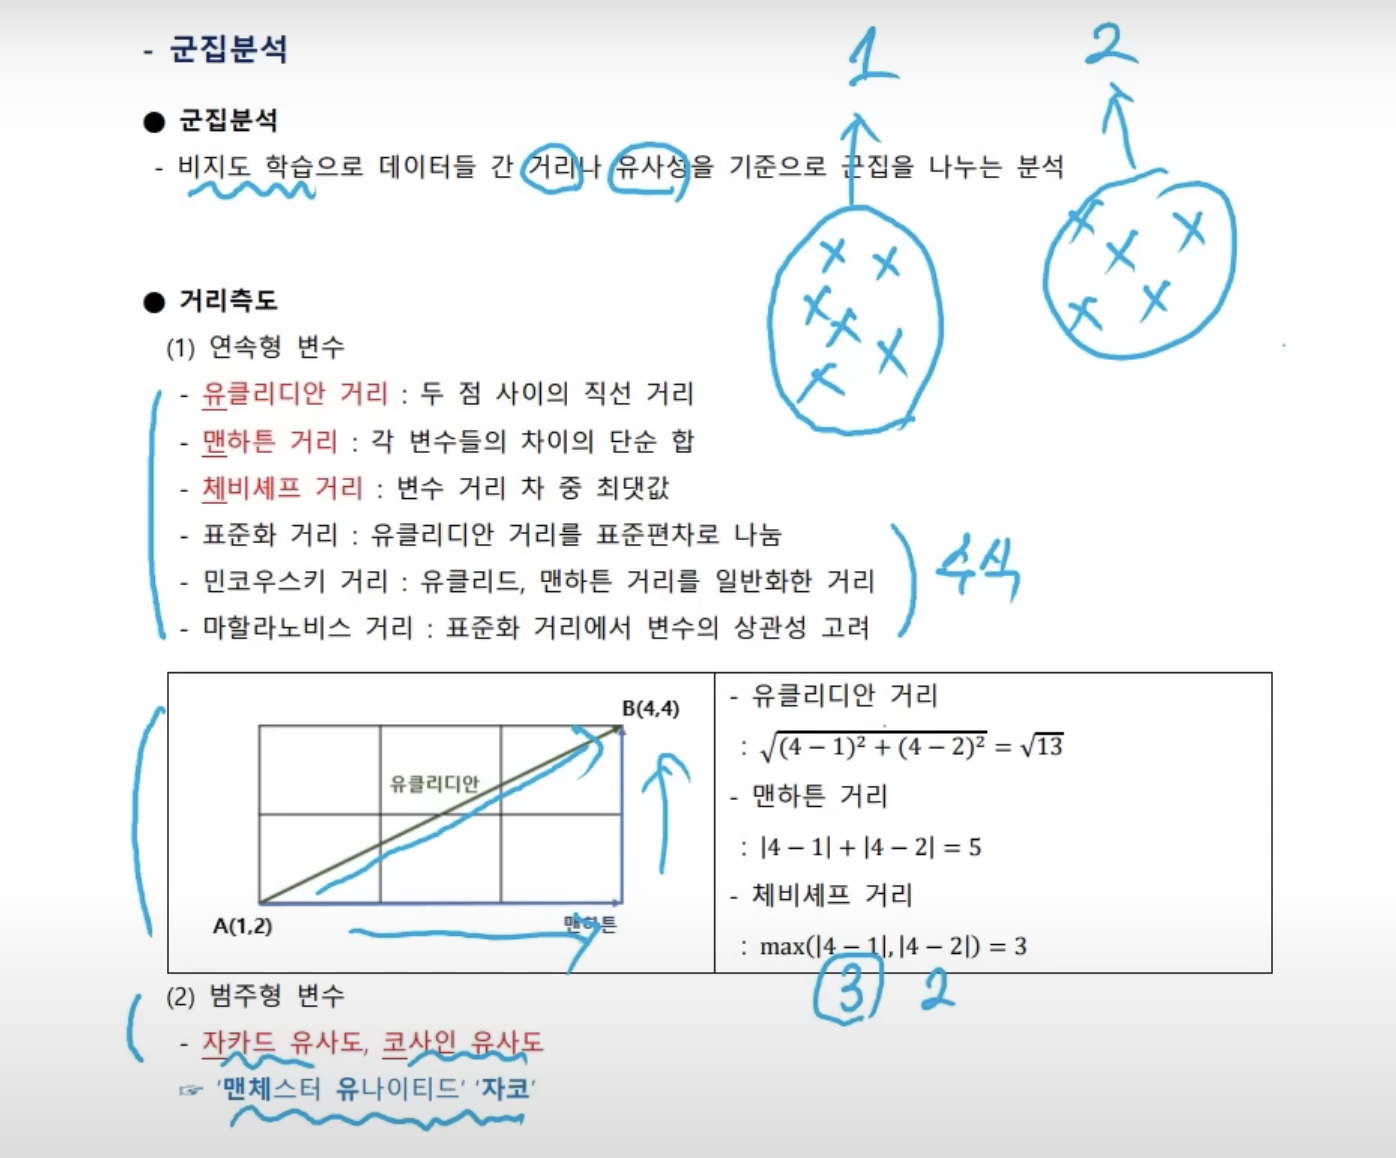 - 군집분석
1
2
● 군집분석
- 비지도 학습으로 데이터들 간 거리나 유사성을 기준으로 군집을 나누는 분석
● 거리측도
(1) 연속형 변수
- 유클리디안 거리 : 두 점 사이의 직선 거리
- 맨하튼 거리 : 각 변수들의 차이의 단순 합
- 체비셰프 거리 : 변수 거리 차 중 최댓값
- 표준화 거리 : 유클리디안 거리를 표준편차로 나눔
- 민코우스키 거리 : 유클리드, 맨하튼 거리를 일반화한 거리
수식
- 마할라노비스 거리 : 표준화 거리에서 변수의 상관성 고려
B(4,4)
유클리디안
A(1,2)
맨하튼
- 유클리디안 거리
: √(4 − 1)² + (4 − 2)² = √13
- 맨하튼 거리
: |4 − 1| + |4 − 2| = 5
- 체비셰프 거리
: max(|4 − 1|, |4 − 2|) = 3
3 2
(2) 범주형 변수
- 자카드 유사도, 코사인 유사도
☞ '맨체스터 유나이티드' '자코'